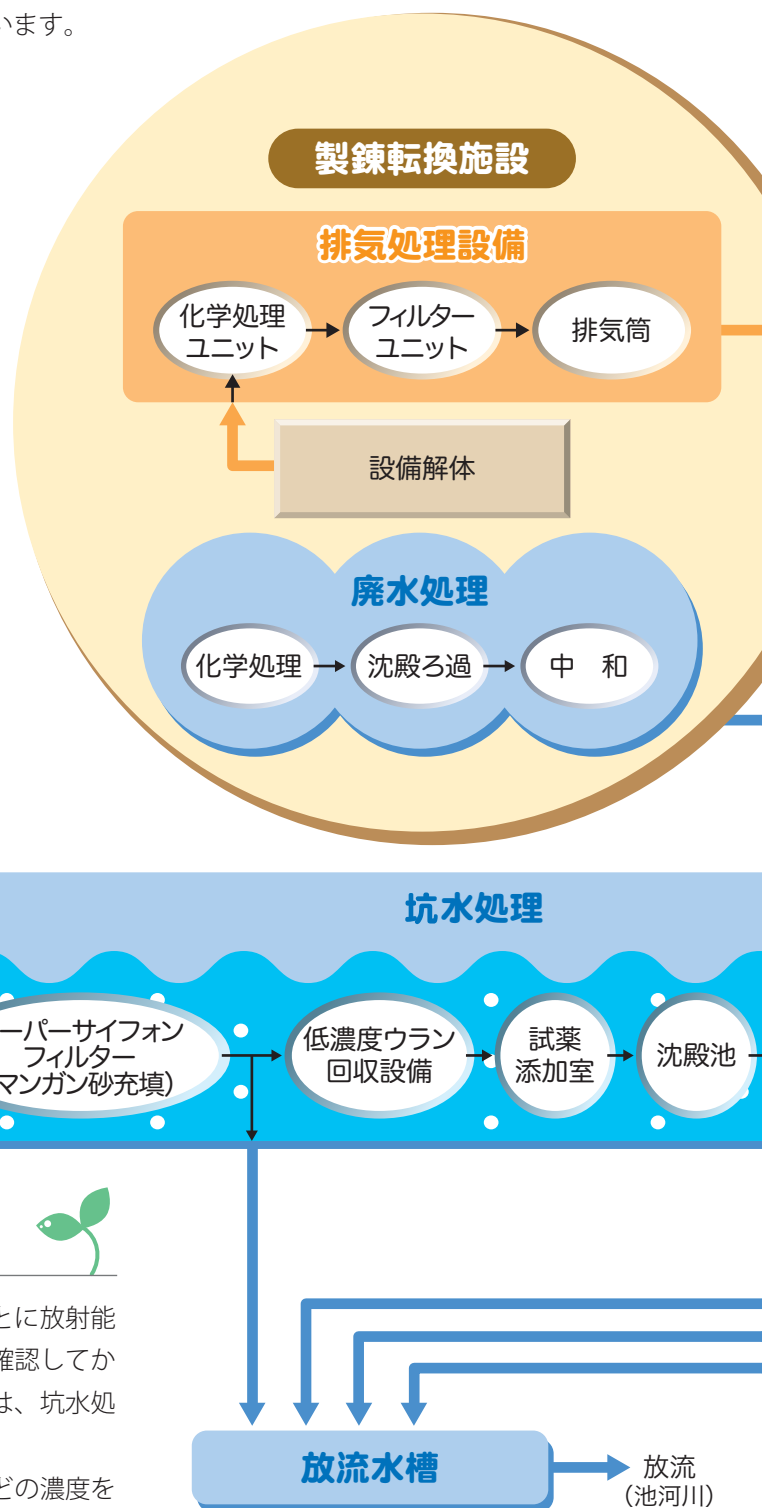 います。
製錬転換施設
排気処理設備
化学処理
ユニット
フィルター
ユニット
排気筒
設備解体
廃水処理
化学処理
沈殿ろ過
中　和
坑水処理
ーパーサイフォン
フィルター
マンガン砂充填)
低濃度ウラン
回収設備
試薬
添加室
沈殿池
とに放射能
確認してか
は、坑水処
どの濃度を
放流水槽
放流
(池河川)